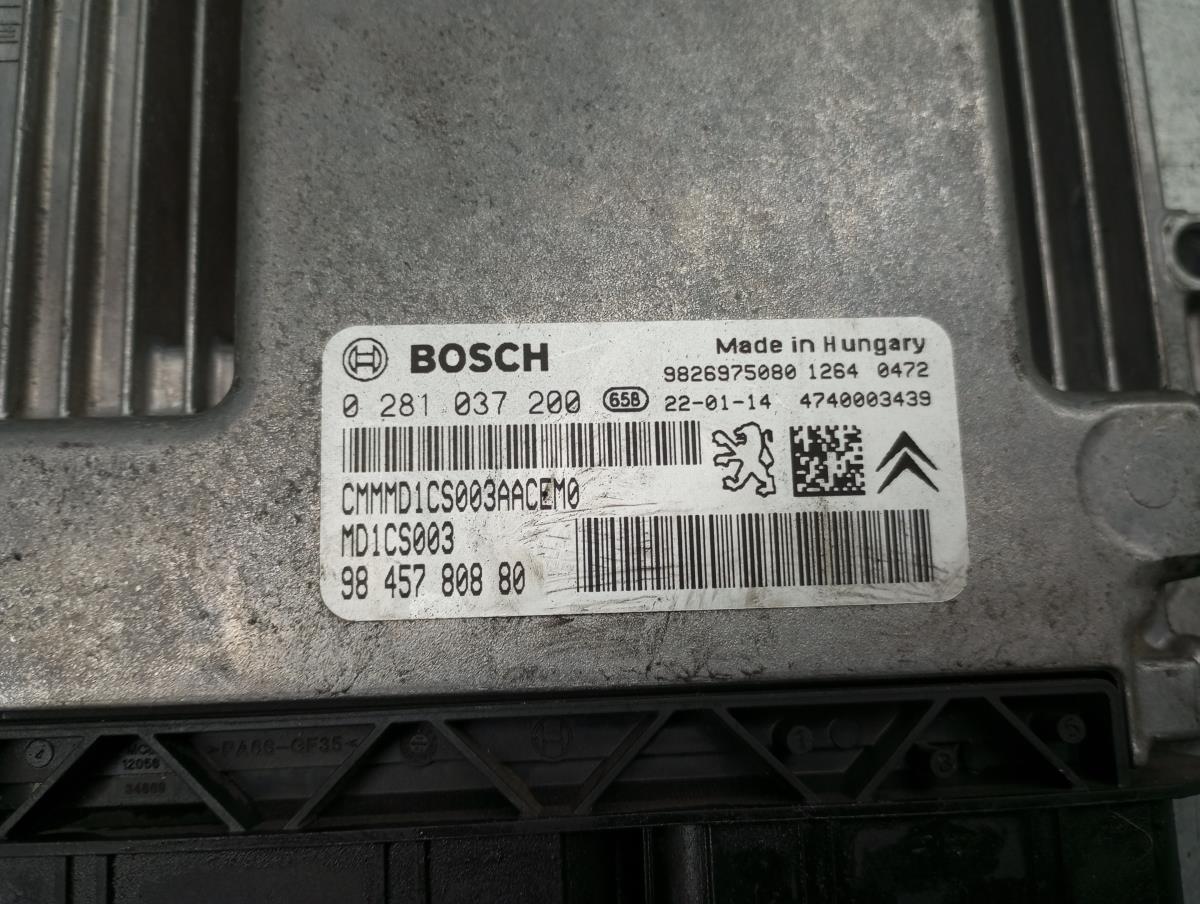 BOSCH
Made in Hungary
9826975080 1264 0472
0 281 037 200 658 22-01-14 4740003439
CMMMD1CS003AACEM0
MD1CS003
98 457 808 80
>PA66-GF35<
12056